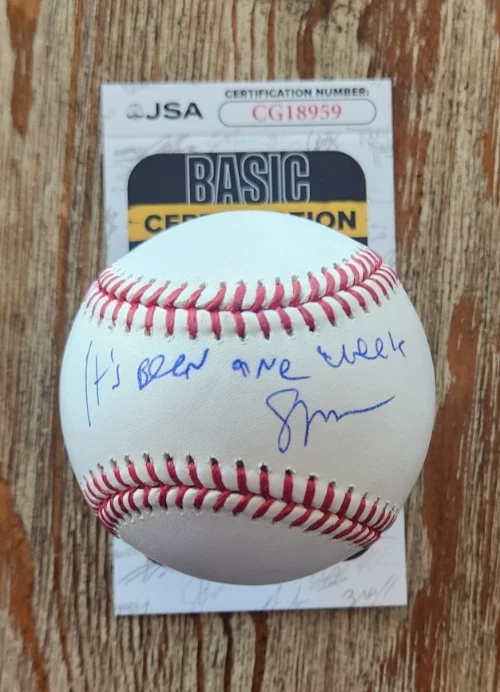 JSA
CERTIFICATION NUMBER:
CG18959
BASIC
It's BEEN ONE week